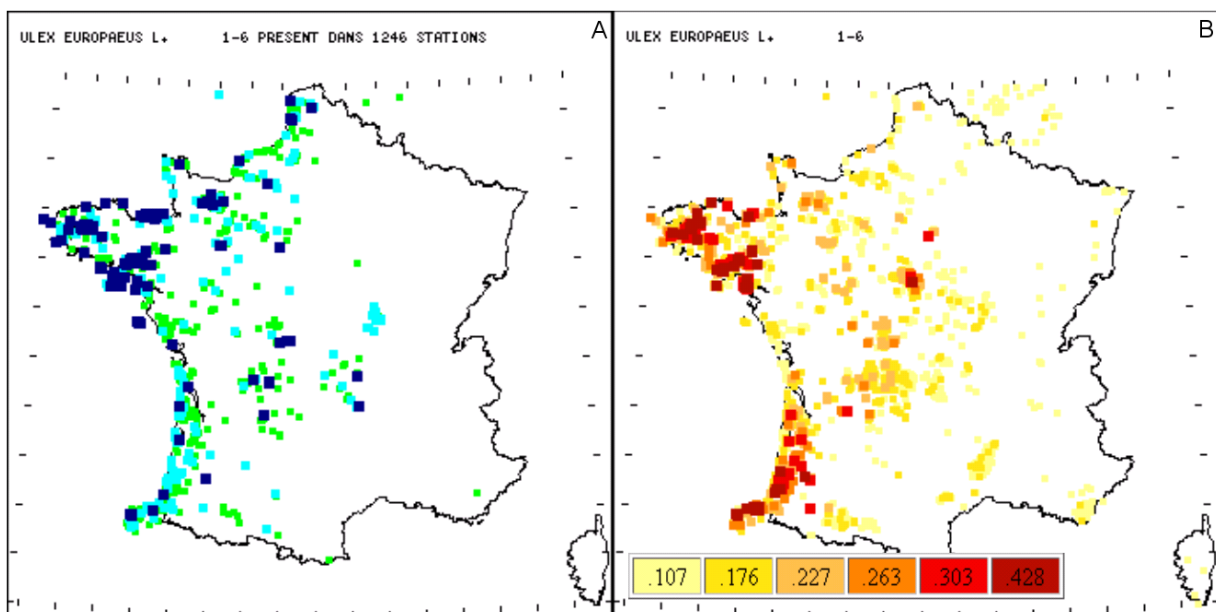 ULEX EUROPAEUS L+ 1-6 PRESENT DANS 1246 STATIONS A
ULEX EUROPAEUS L+ 1-6 B
.107 .176 .227 .263 .303 .428